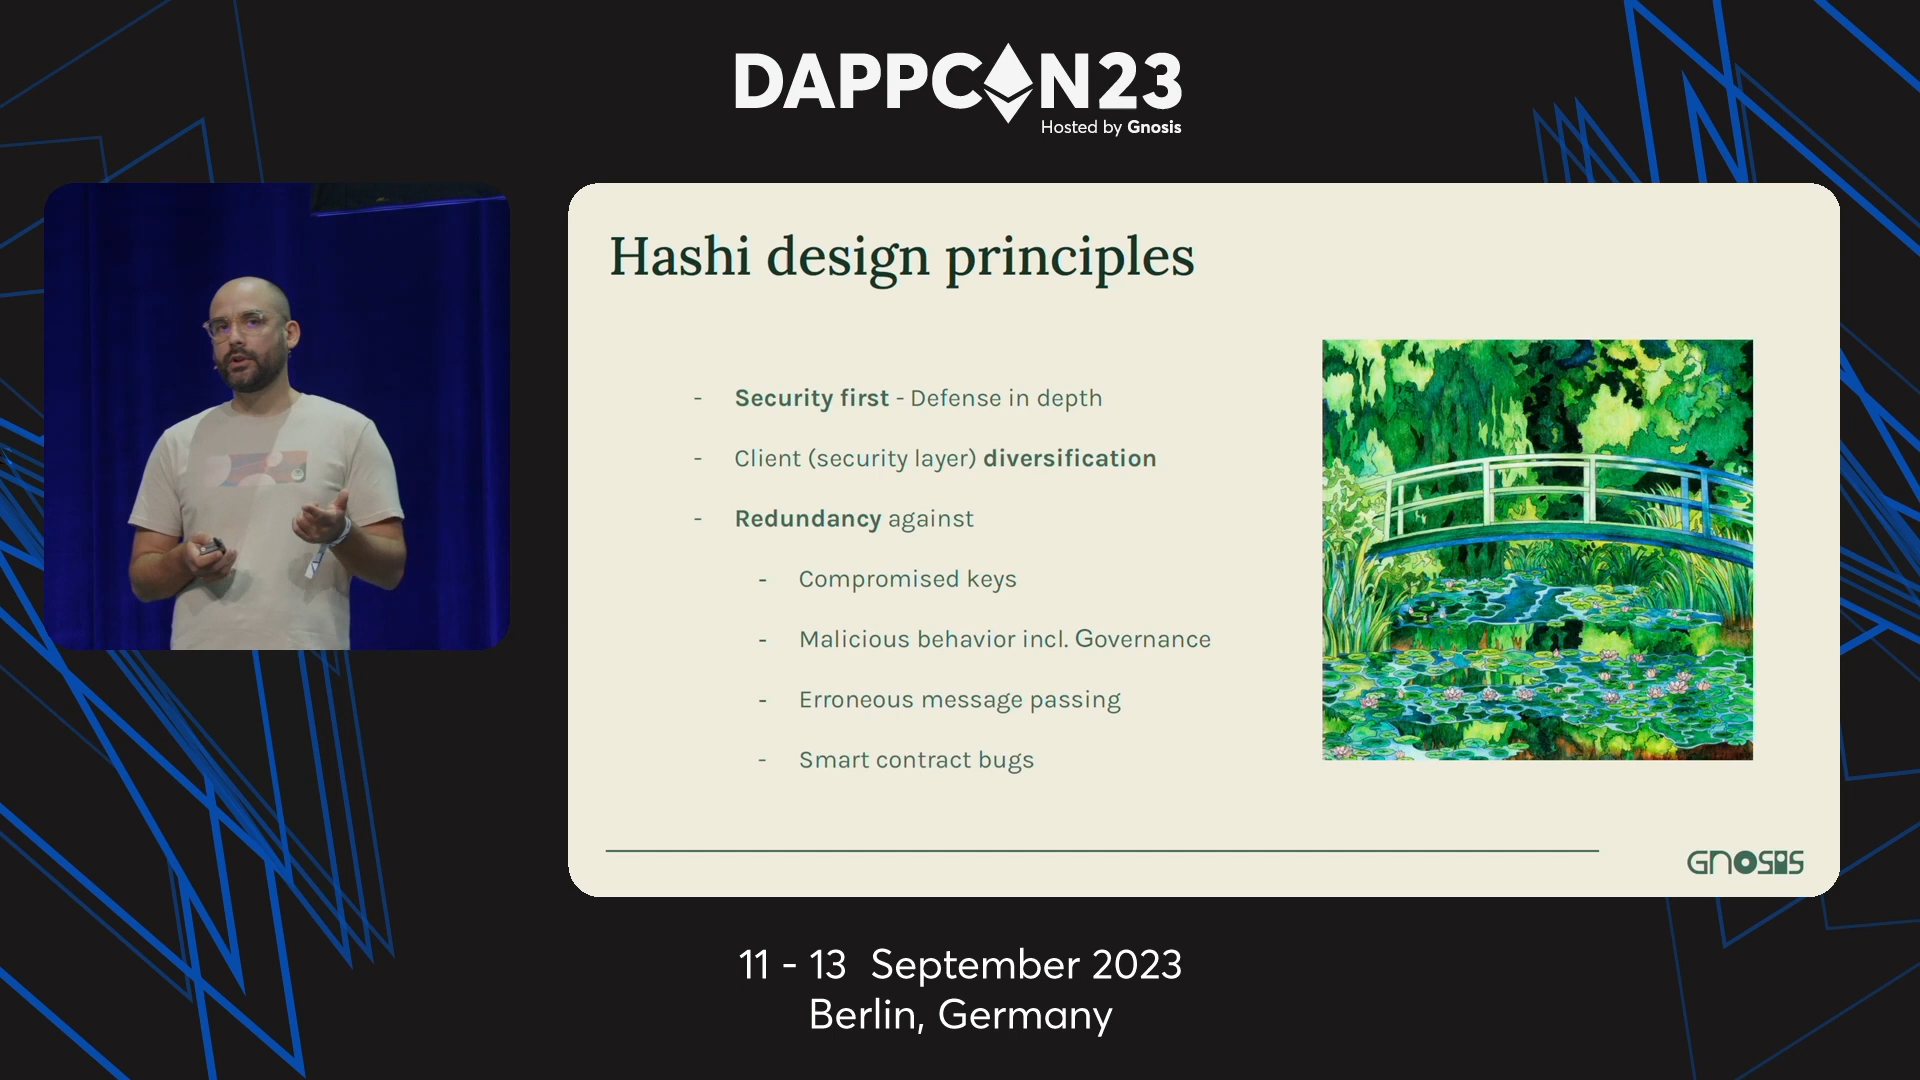 DAPPCON23
Hosted by Gnosis
Hashi design principles
- Security first - Defense in depth
- Client (security layer) diversification
- Redundancy against
- Compromised keys
- Malicious behavior incl. Governance
- Erroneous message passing
- Smart contract bugs
GNOSIS
11 - 13 September 2023
Berlin, Germany